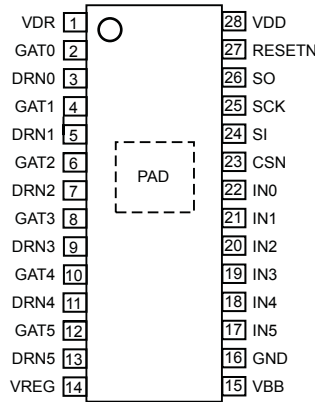 VDR 1 28 VDD
GAT0 2 27 RESETN
DRN0 3 26 SO
GAT1 4 25 SCK
DRN1 5 24 SI
GAT2 6 23 CSN
DRN2 7 PAD 22 IN0
GAT3 8 21 IN1
DRN3 9 20 IN2
GAT4 10 19 IN3
DRN4 11 18 IN4
GAT5 12 17 IN5
DRN5 13 16 GND
VREG 14 15 VBB